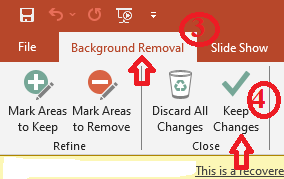 3
File Background Removal Slide Show
4
Mark Areas to Keep Mark Areas to Remove Discard All Changes Keep Changes
Refine Close
This is a recovere